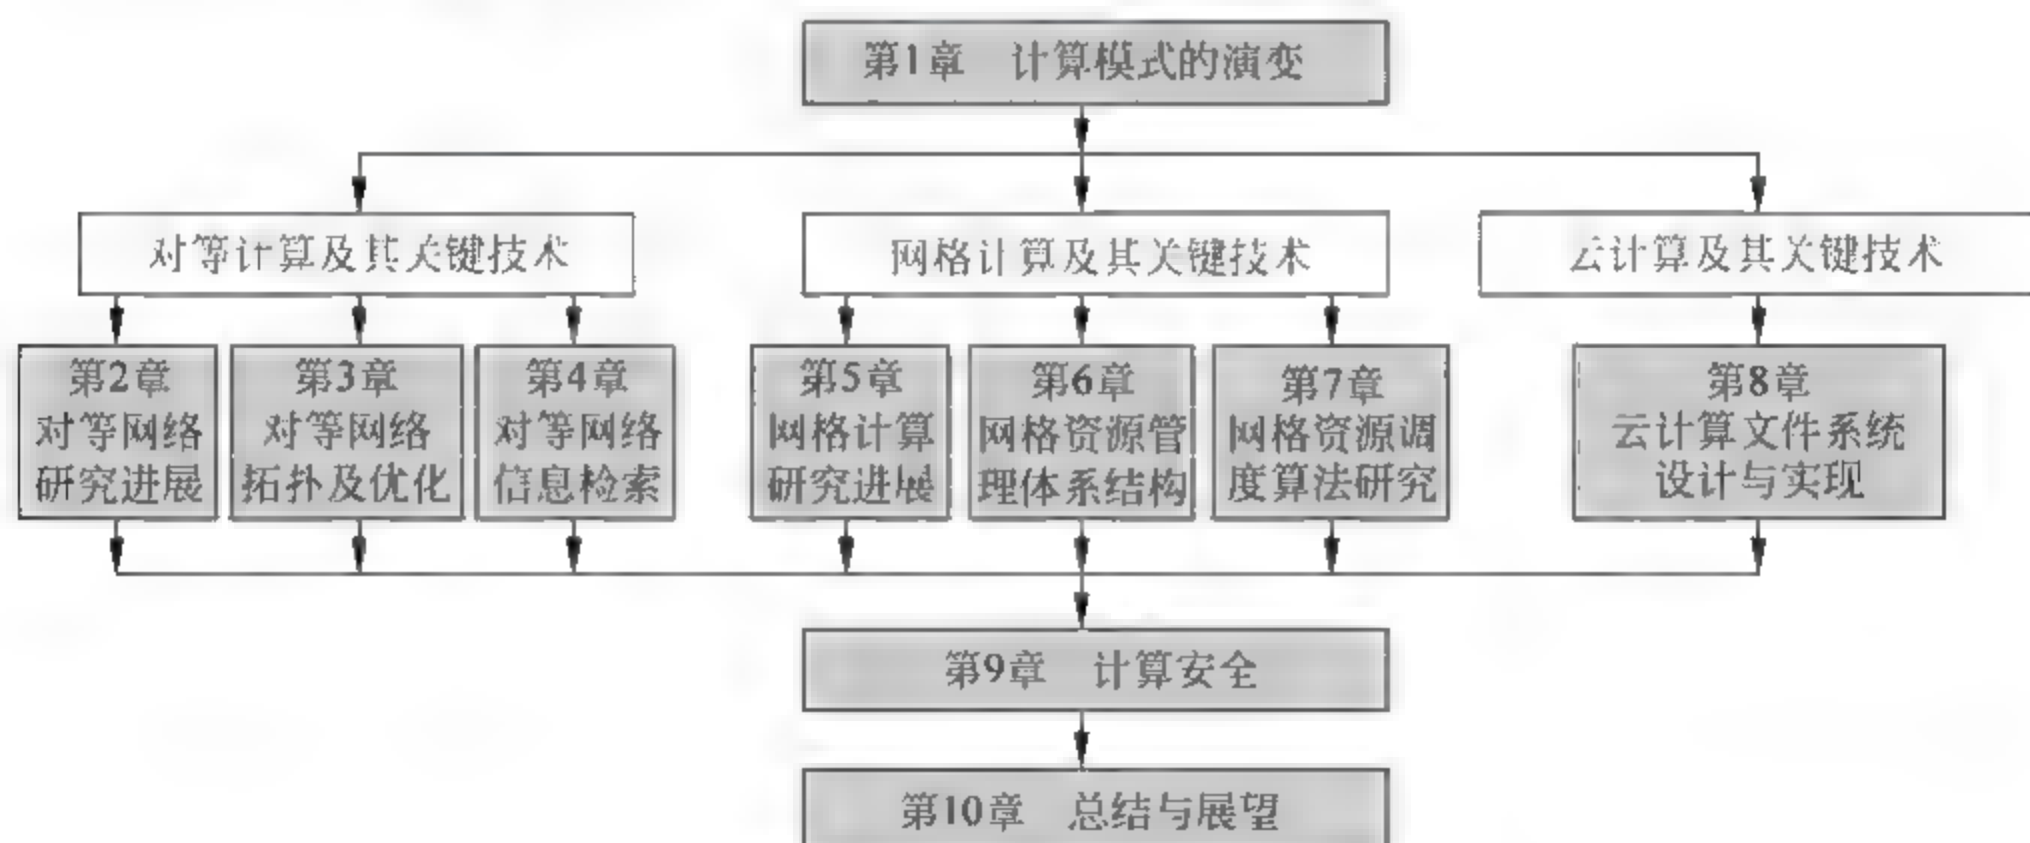 第1章 计算模式的演变
对等计算及其关键技术
网格计算及其关键技术
云计算及其关键技术
第2章
对等网络
研究进展
第3章
对等网络
拓扑及优化
第4章
对等网络
信息检索
第5章
网格计算
研究进展
第6章
网格资源管
理体系结构
第7章
网格资源调
度算法研究
第8章
云计算文件系统
设计与实现
第9章 计算安全
第10章 总结与展望